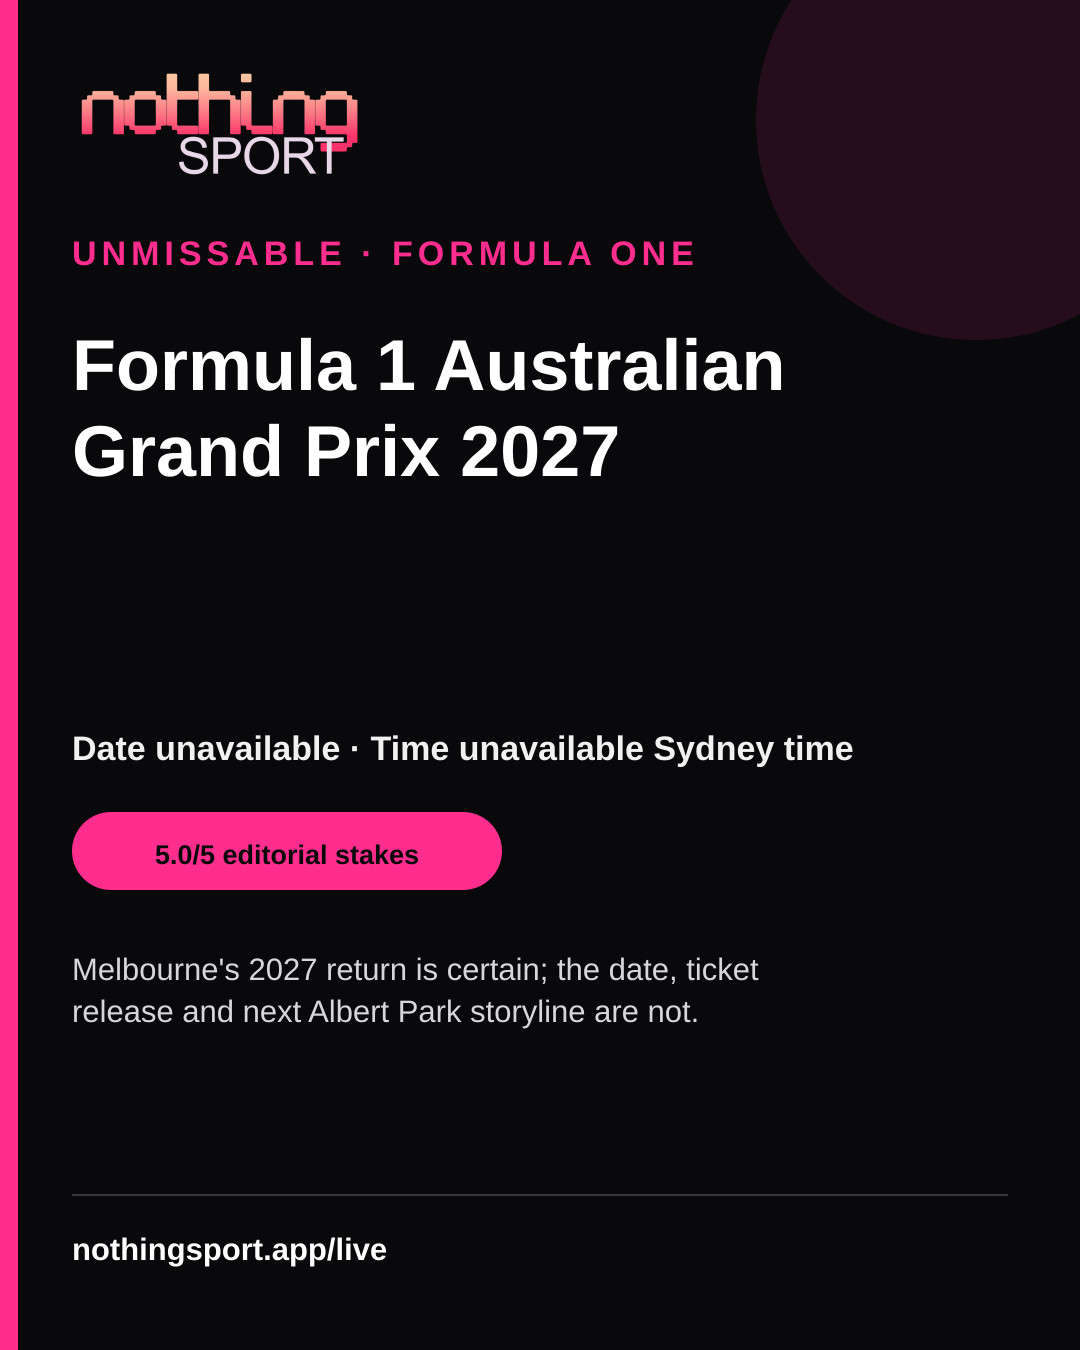 nothing
SPORT
UNMISSABLE · FORMULA ONE
Formula 1 Australian
Grand Prix 2027
Date unavailable · Time unavailable Sydney time
5.0/5 editorial stakes
Melbourne's 2027 return is certain; the date, ticket
release and next Albert Park storyline are not.
nothingsport.app/live